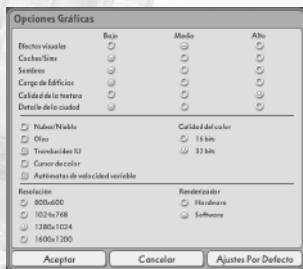 Opciones Gráficas
Bajo Medio Alto
Efectos visuales
Coches/Sims
Sombras
Carga de Edificios
Calidad de la textura
Detalle de la ciudad
Nubes/Niebla Calidad del color
Olas 16 bits
Translucidez IU 32 bits
Cursor de color
Autómatas de velocidad variable
Resolución Renderizador
800x600 Hardware
1024x768 Software
1280x1024
1600x1200
Aceptar Cancelar Ajustes Por Defecto